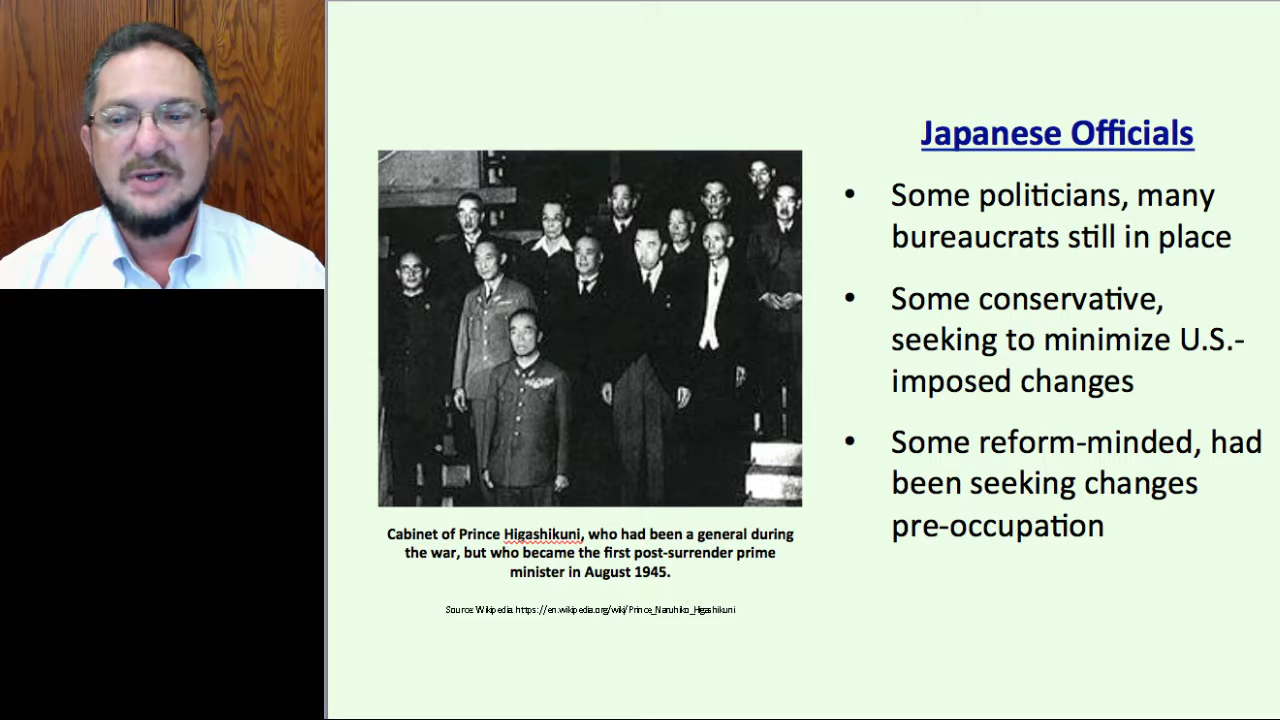 Japanese Officials
• Some politicians, many
bureaucrats still in place
• Some conservative,
seeking to minimize U.S.-
imposed changes
• Some reform-minded, had
been seeking changes
pre-occupation
Cabinet of Prince Higashikuni, who had been a general during
the war, but who became the first post-surrender prime
minister in August 1945.
Source: Wikipedia https://en.wikipedia.org/wiki/Prince_Naruhiko_Higashikuni